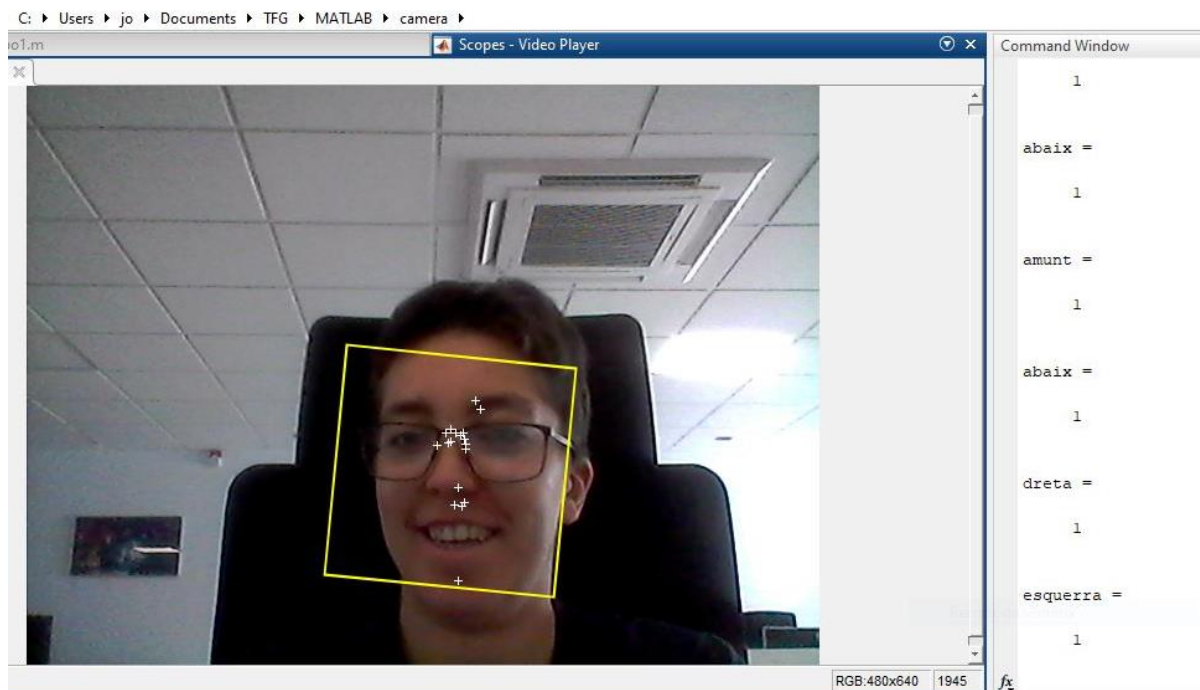 C: Users jo Documents TFG MATLAB camera
o1.m
Scopes - Video Player
Command Window
1
abaix =
1
amunt =
1
abaix =
1
dreta =
1
esquerra =
1
RGB:480x640 1945
fx